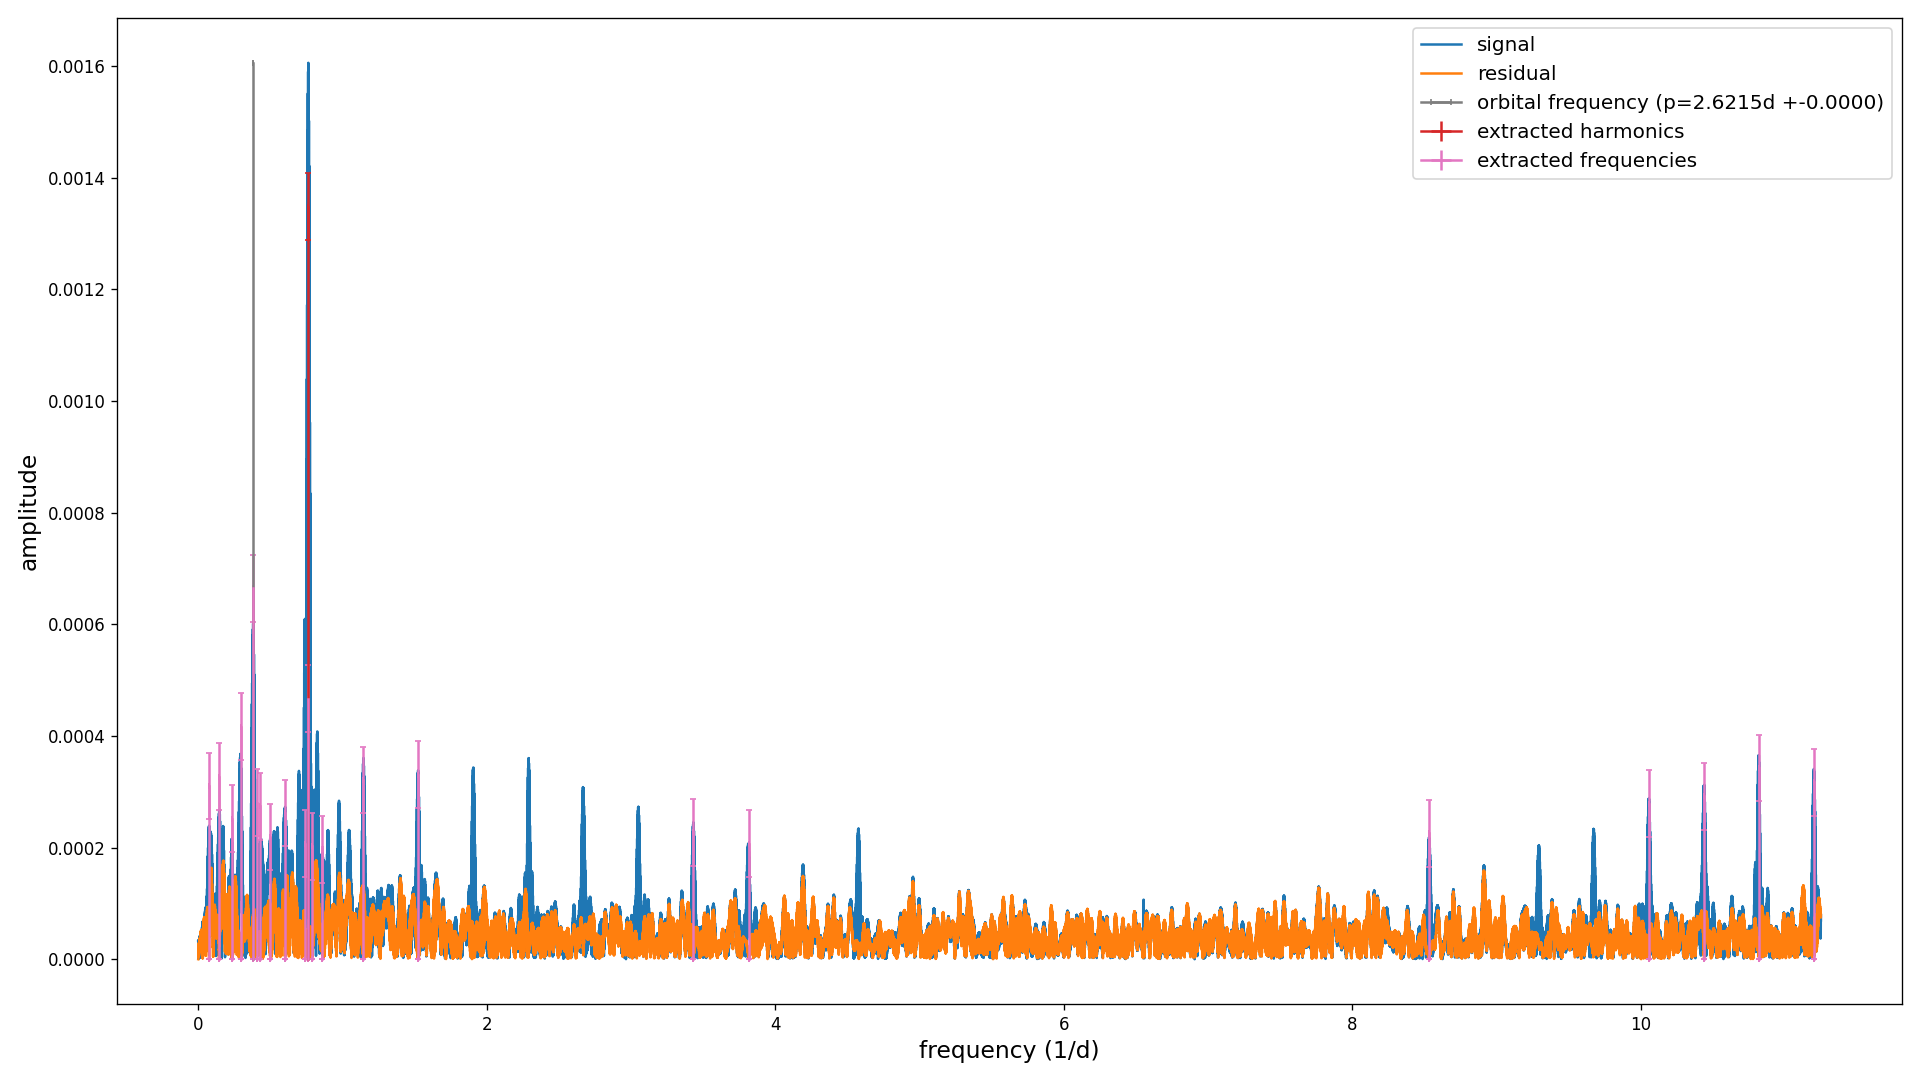 signal
residual
orbital frequency (p=2.6215d +-0.0000)
extracted harmonics
extracted frequencies
amplitude
0.0016
0.0014
0.0012
0.0010
0.0008
0.0006
0.0004
0.0002
0.0000
0 2 4 6 8 10
frequency (1/d)